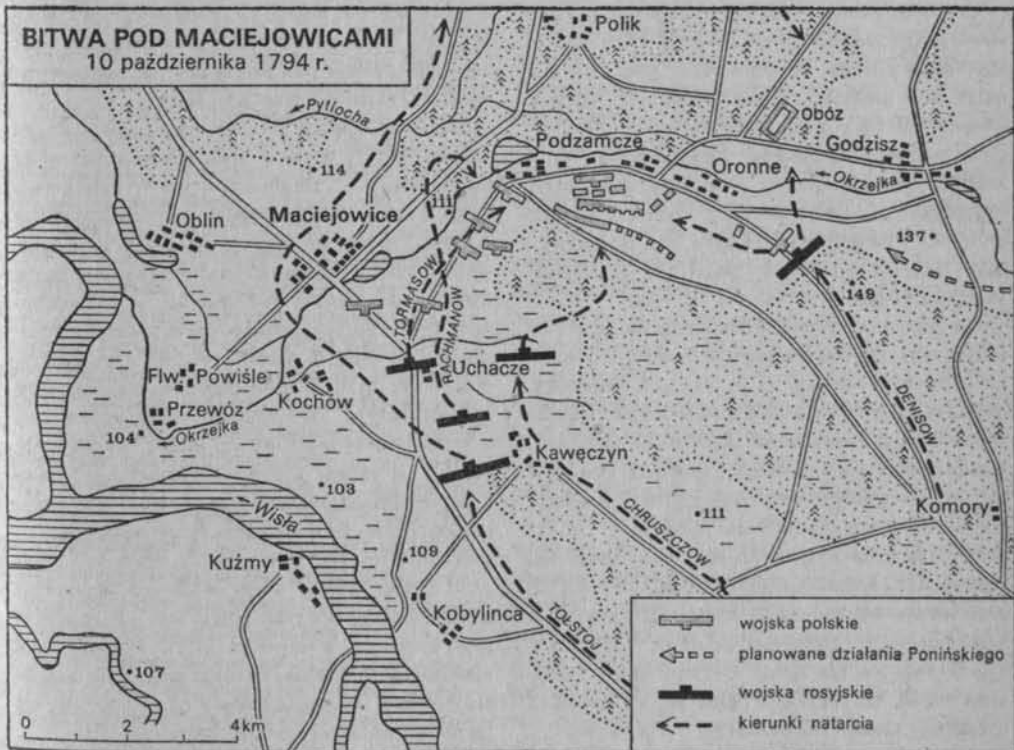 BITWA POD MACIEJOWICAMI
10 października 1794 r.
Polik
Pytlocha
obóz
Podzamcze
Godzisz
114
Oronne
Okrzejka
111
Oblin
Maciejowice
137
TORMASOW
RACHMANOW
149
Uchacze
Flw. Powiśle
Kochów
DENISOW
Przewóz
104
Okrzejka
Kawęczyn
103
Wisła
111
Komory
CHRUSZCZOW
109
Kuźmy
Kobylinca
TOŁSTOJ
107
0 2 4 km
wojska polskie
planowane działania Ponińskiego
wojska rosyjskie
kierunki natarcia